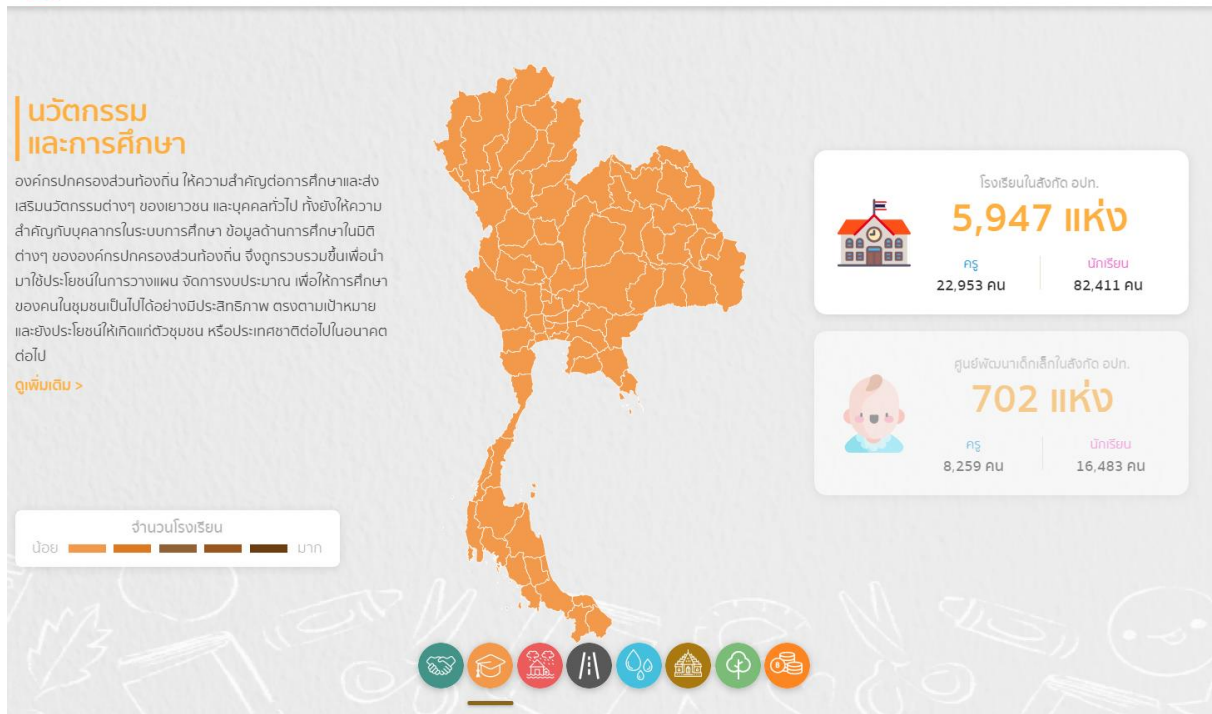 นวัตกรรม
และการศึกษา
องค์กรปกครองส่วนท้องถิ่น ให้ความสำคัญต่อการศึกษาและส่ง
เสริมนวัตกรรมต่างๆ ของเยาวชน และบุคคลทั่วไป ทั้งยังให้ความ
สำคัญกับบุคลากรในระบบการศึกษา ข้อมูลด้านการศึกษาในมิติ
ต่างๆ ขององค์กรปกครองส่วนท้องถิ่น จึงถูกรวบรวมขึ้นเพื่อนำ
มาใช้ประโยชน์ในการวางแผน จัดการงบประมาณ เพื่อให้การศึกษา
ของคนในชุมชนเป็นไปได้อย่างมีประสิทธิภาพ ตรงตามเป้าหมาย
และยังประโยชน์ให้เกิดแก่ตัวชุมชน หรือประเทศชาติต่อไปในอนาคต
ต่อไป
ดูเพิ่มเติม >
จำนวนโรงเรียน
น้อย มาก
โรงเรียนในสังกัด อปท.
5,947 แห่ง
ครู นักเรียน
22,953 คน 82,411 คน
ศูนย์พัฒนาเด็กเล็กในสังกัด อปท.
702 แห่ง
ครู นักเรียน
8,259 คน 16,483 คน